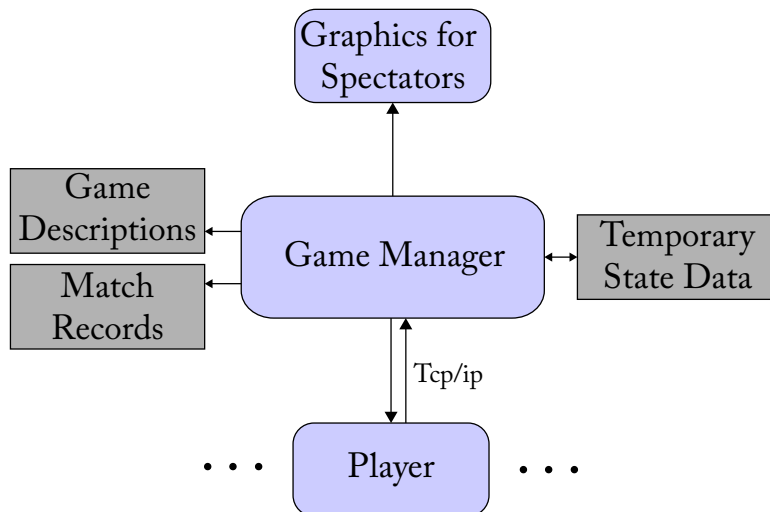 Graphics for
Spectators
Game
Descriptions
Match
Records
Game Manager
Temporary
State Data
Tcp/ip
• • •
Player
• • •